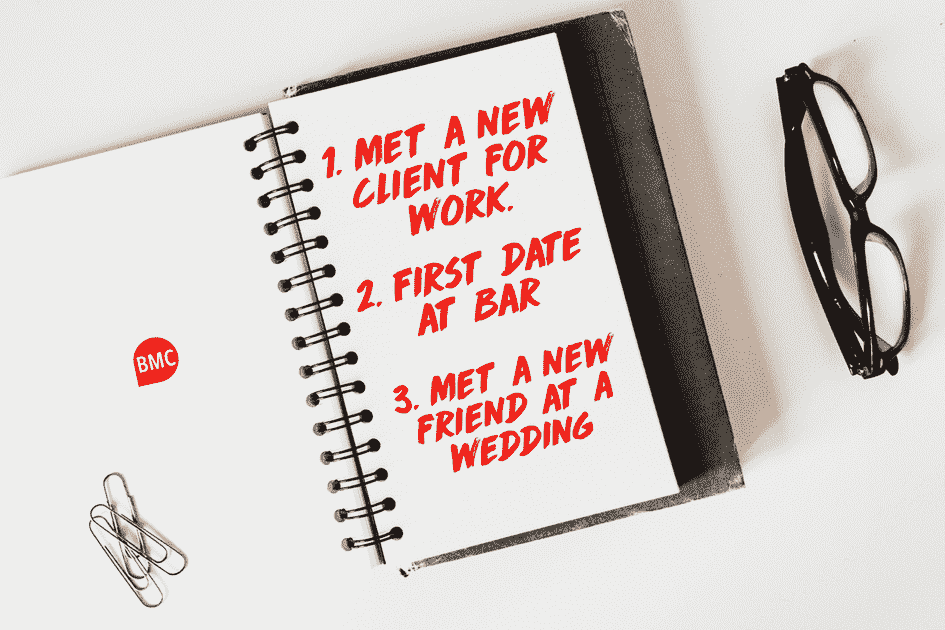 1. MET A NEW
CLIENT FOR
WORK.
2. FIRST DATE
AT BAR
3. MET A NEW
FRIEND AT A
WEDDING
BMC